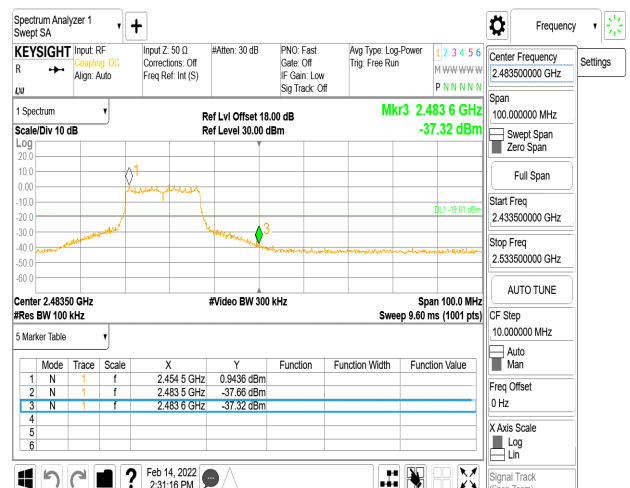 Spectrum Analyzer 1
Swept SA
Frequency
KEYSIGHT
R
Input: RF
Coupling: DC
Align: Auto
Input Z: 50 Ω
Corrections: Off
Freq Ref: Int (S)
#Atten: 30 dB
PNO: Fast
Gate: Off
IF Gain: Low
Sig Track: Off
Avg Type: Log-Power
Trig: Free Run
1 2 3 4 5 6
M W W W W W
P N N N N N
Center Frequency
2.483500000 GHz
Settings
Span
100.000000 MHz
Swept Span
Zero Span
Full Span
Start Freq
2.433500000 GHz
Stop Freq
2.533500000 GHz
AUTO TUNE
CF Step
10.000000 MHz
Auto
Man
Freq Offset
0 Hz
X Axis Scale
Log
Lin
Signal Track
(Span Zoom)
1 Spectrum
Scale/Div 10 dB
Ref Lvl Offset 18.00 dB
Ref Level 30.00 dBm
Mkr3 2.483 6 GHz
-37.32 dBm
Log
20.0
10.0
0.00
-10.0
-20.0
-30.0
-40.0
-50.0
-60.0
1
3
DL1 -19.01 dBm
Center 2.48350 GHz
#Video BW 300 kHz
Span 100.0 MHz
#Res BW 100 kHz
Sweep 9.60 ms (1001 pts)
5 Marker Table
Mode Trace Scale X Y Function Function Width Function Value
1 N 1 f 2.454 5 GHz 0.9436 dBm
2 N 1 f 2.483 5 GHz -37.66 dBm
3 N 1 f 2.483 6 GHz -37.32 dBm
4
5
6
?
Feb 14, 2022
2:31:16 PM